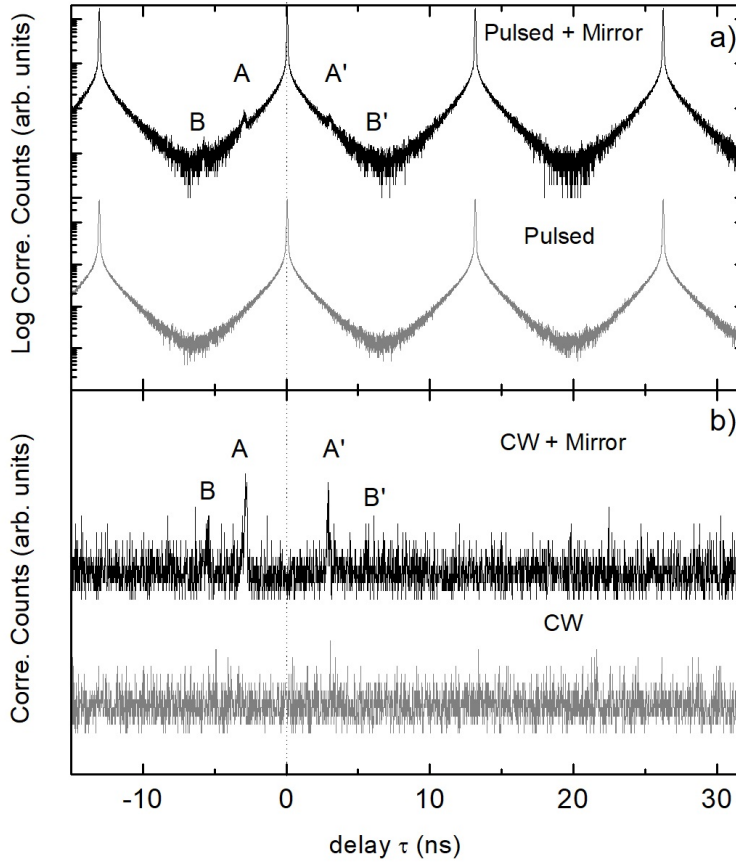 Log Corre. Counts (arb. units)
Pulsed + Mirror
a)
A
A'
B
B'
Pulsed
Corre. Counts (arb. units)
b)
CW + Mirror
A
A'
B
B'
CW
-10
0
10
20
30
delay τ (ns)